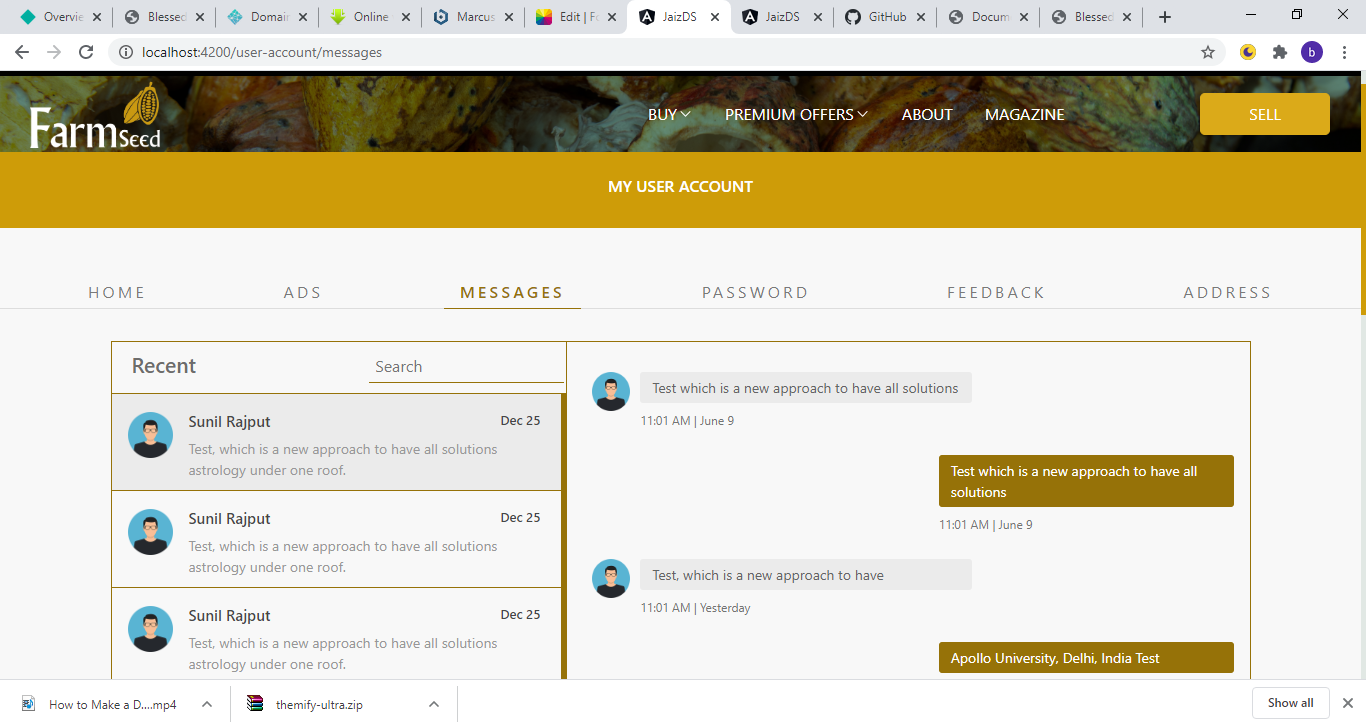 Overvie
Blessed
Domain
Online
Marcus
Edit | Fo
JaizDS
JaizDS
GitHub
Docum
Blessed
localhost:4200/user-account/messages
b
FarmSeed
BUY
PREMIUM OFFERS
ABOUT
MAGAZINE
SELL
MY USER ACCOUNT
HOME
ADS
MESSAGES
PASSWORD
FEEDBACK
ADDRESS
Recent
Search
Sunil Rajput
Dec 25
Test, which is a new approach to have all solutions
astrology under one roof.
Sunil Rajput
Dec 25
Test, which is a new approach to have all solutions
astrology under one roof.
Sunil Rajput
Dec 25
Test, which is a new approach to have all solutions
astrology under one roof.
Test which is a new approach to have all solutions
11:01 AM | June 9
Test which is a new approach to have all
solutions
11:01 AM | June 9
Test, which is a new approach to have
11:01 AM | Yesterday
Apollo University, Delhi, India Test
How to Make a D....mp4
themify-ultra.zip
Show all